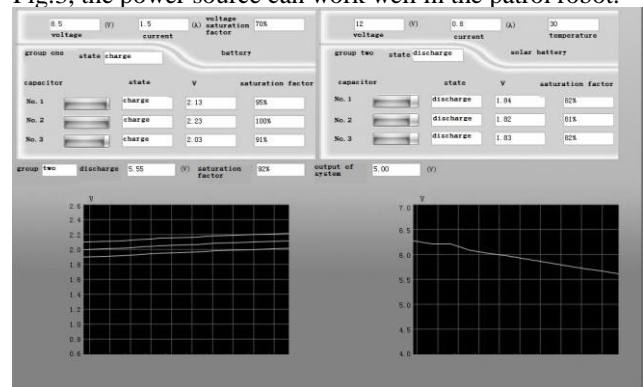 Fig.5, the power source can work well in the patrol robot.
8.5 (V) 1.5 (A) voltage saturation factor 70%
voltage current
group one state charge battery
capacitor state V saturation factor
No. 1 charge 2.13 95%
No. 2 charge 2.23 100%
No. 3 charge 2.03 91%
12 (V) 0.8 (A) 30
voltage current temperature
group two state discharge solar battery
capacitor state V saturation factor
No. 1 discharge 1.84 82%
No. 2 discharge 1.82 81%
No. 3 discharge 1.83 82%
group two discharge 5.55 (V) saturation factor 92% output of system 5.00 (V)
V
2.6
2.4
2.2
2.0
1.8
1.6
1.4
1.2
1.0
0.8
0.6
V
7.0
6.5
6.0
5.5
5.0
4.5
4.0